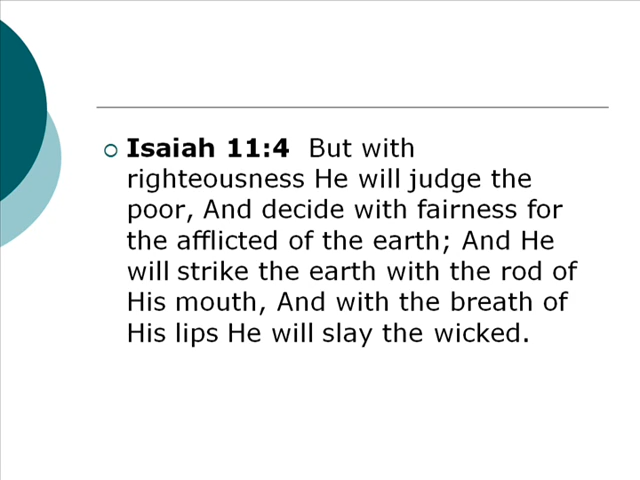 Isaiah 11:4 But with
righteousness He will judge the
poor, And decide with fairness for
the afflicted of the earth; And He
will strike the earth with the rod of
His mouth, And with the breath of
His lips He will slay the wicked.